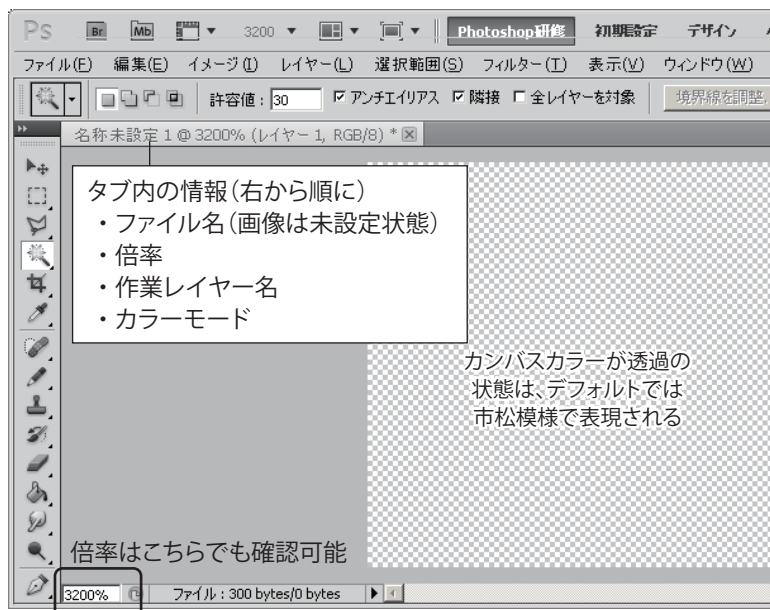 Ps Br Mb 3200 Photoshop研修 初期設定 デザイン
ファイル(F) 編集(E) イメージ(I) レイヤー(L) 選択範囲(S) フィルター(T) 表示(V) ウィンドウ(W)
許容値 : 30 アンチエイリアス 隣接 全レイヤーを対象 境界線を調整.
名称未設定 1 @ 3200% (レイヤー 1, RGB/8) *
タブ内の情報（右から順に）
・ファイル名（画像は未設定状態）
・倍率
・作業レイヤー名
・カラーモード
カンバスカラーが透過の
状態は、デフォルトでは
市松模様で表現される
倍率はこちらでも確認可能
3200% ファイル : 300 bytes/0 bytes